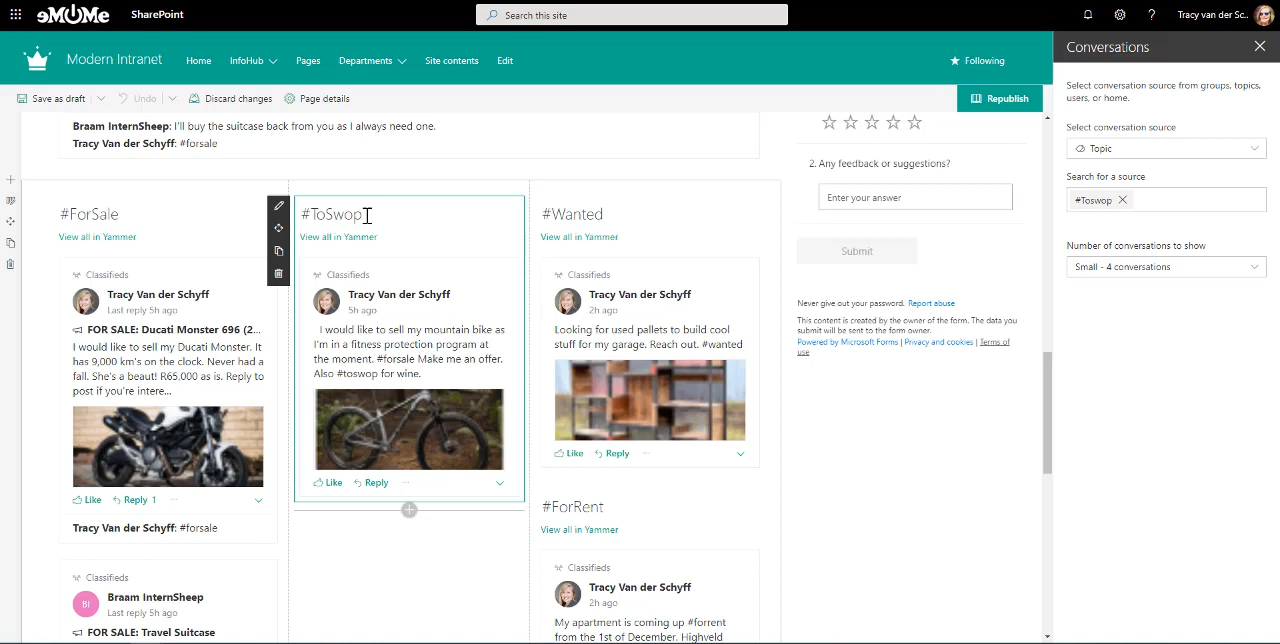 eMUMe
SharePoint
Search this site
Tracy van der Sc..
Modern Intranet
Home
InfoHub
Pages
Departments
Site contents
Edit
Following
Save as draft
Undo
Discard changes
Page details
Republish
Braam InternSheep: I'll buy the suitcase back from you as I always need one.
Tracy Van der Schyff: #forsale
#ForSale
View all in Yammer
Classifieds
Tracy Van der Schyff
Last reply 5h ago
FOR SALE: Ducati Monster 696 (2...
I would like to sell my Ducati Monster. It
has 9,000 km's on the clock. Never had a
fall. She's a beaut! R65,000 as is. Reply to
post if you're intere...
Like
Reply 1
...
Tracy Van der Schyff: #forsale
Classifieds
BI
Braam InternSheep
Last reply 5h ago
FOR SALE: Travel Suitcase
#ToSwop
View all in Yammer
Classifieds
Tracy Van der Schyff
5h ago
I would like to sell my mountain bike as
I'm in a fitness protection program at
the moment. #forsale Make me an offer.
Also #toswop for wine.
Like
Reply
...
#Wanted
View all in Yammer
Classifieds
Tracy Van der Schyff
2h ago
Looking for used pallets to build cool
stuff for my garage. Reach out. #wanted
Like
Reply
...
#ForRent
View all in Yammer
Classifieds
Tracy Van der Schyff
2h ago
My apartment is coming up #forrent
from the 1st of December. Highveld
2. Any feedback or suggestions?
Enter your answer
Submit
Never give out your password. Report abuse
This content is created by the owner of the form. The data you
submit will be sent to the form owner.
Powered by Microsoft Forms | Privacy and cookies | Terms of
use
Conversations
Select conversation source from groups, topics,
users, or home.
Select conversation source
Topic
Search for a source
#Toswop
Number of conversations to show
Small - 4 conversations